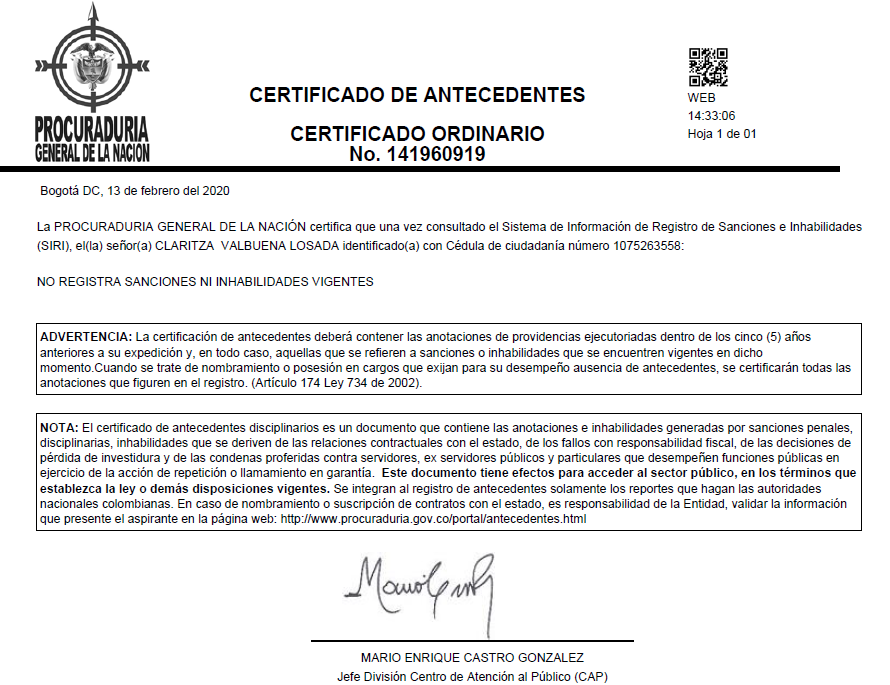 PROCURADURIA
GENERAL DE LA NACION
CERTIFICADO DE ANTECEDENTES
CERTIFICADO ORDINARIO
No. 141960919
WEB
14:33:06
Hoja 1 de 01
Bogotá DC, 13 de febrero del 2020
La PROCURADURIA GENERAL DE LA NACIÓN certifica que una vez consultado el Sistema de Información de Registro de Sanciones e Inhabilidades
(SIRI), el(la) señor(a) CLARITZA VALBUENA LOSADA identificado(a) con Cédula de ciudadanía número 1075263558:
NO REGISTRA SANCIONES NI INHABILIDADES VIGENTES
ADVERTENCIA: La certificación de antecedentes deberá contener las anotaciones de providencias ejecutoriadas dentro de los cinco (5) años
anteriores a su expedición y, en todo caso, aquellas que se refieren a sanciones o inhabilidades que se encuentren vigentes en dicho
momento.Cuando se trate de nombramiento o posesión en cargos que exijan para su desempeño ausencia de antecedentes, se certificarán todas las
anotaciones que figuren en el registro. (Artículo 174 Ley 734 de 2002).
NOTA: El certificado de antecedentes disciplinarios es un documento que contiene las anotaciones e inhabilidades generadas por sanciones penales,
disciplinarias, inhabilidades que se deriven de las relaciones contractuales con el estado, de los fallos con responsabilidad fiscal, de las decisiones de
pérdida de investidura y de las condenas proferidas contra servidores, ex servidores públicos y particulares que desempeñen funciones públicas en
ejercicio de la acción de repetición o llamamiento en garantía. Este documento tiene efectos para acceder al sector público, en los términos que
establezca la ley o demás disposiciones vigentes. Se integran al registro de antecedentes solamente los reportes que hagan las autoridades
nacionales colombianas. En caso de nombramiento o suscripción de contratos con el estado, es responsabilidad de la Entidad, validar la información
que presente el aspirante en la página web: http://www.procuraduria.gov.co/portal/antecedentes.html
MARIO ENRIQUE CASTRO GONZALEZ
Jefe División Centro de Atención al Público (CAP)